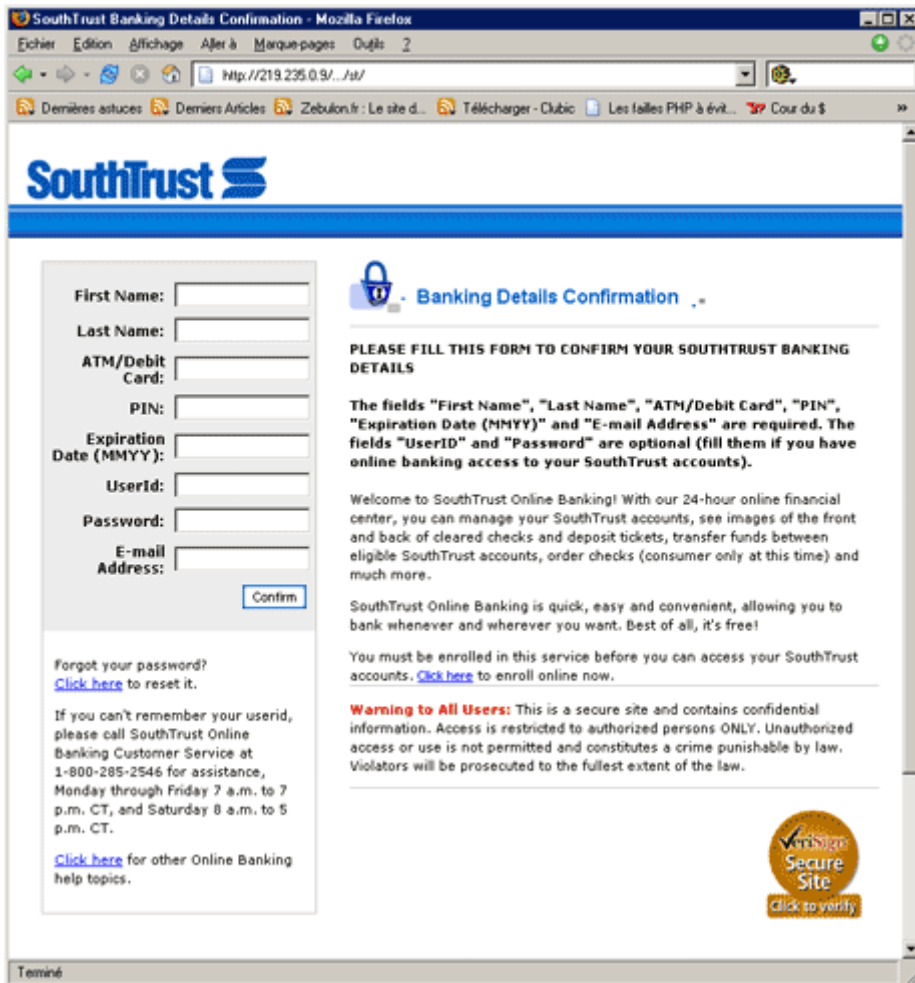 SouthTrust Banking Details Confirmation - Mozilla Firefox
Fichier Edition Affichage Aller à Marque-pages Outils ?
http://219.235.0.9/.../st/
Dernières astuces Derniers Articles Zebulon.fr : Le site d... Télécharger - Clubic Les failles PHP à évit... Cour du $ »
SouthTrust
First Name:
Last Name:
ATM/Debit
Card:
PIN:
Expiration
Date (MMYY):
UserId:
Password:
E-mail
Address:
Confirm
Forgot your password?
Click here to reset it.
If you can't remember your userid,
please call SouthTrust Online
Banking Customer Service at
1-800-285-2546 for assistance,
Monday through Friday 7 a.m. to 7
p.m. CT, and Saturday 8 a.m. to 5
p.m. CT.
Click here for other Online Banking
help topics.
Banking Details Confirmation
PLEASE FILL THIS FORM TO CONFIRM YOUR SOUTHTRUST BANKING
DETAILS
The fields "First Name", "Last Name", "ATM/Debit Card", "PIN",
"Expiration Date (MMYY)" and "E-mail Address" are required. The
fields "UserID" and "Password" are optional (fill them if you have
online banking access to your SouthTrust accounts).
Welcome to SouthTrust Online Banking! With our 24-hour online financial
center, you can manage your SouthTrust accounts, see images of the front
and back of cleared checks and deposit tickets, transfer funds between
eligible SouthTrust accounts, order checks (consumer only at this time) and
much more.
SouthTrust Online Banking is quick, easy and convenient, allowing you to
bank whenever and wherever you want. Best of all, it's free!
You must be enrolled in this service before you can access your SouthTrust
accounts. Click here to enroll online now.
Warning to All Users: This is a secure site and contains confidential
information. Access is restricted to authorized persons ONLY. Unauthorized
access or use is not permitted and constitutes a crime punishable by law.
Violators will be prosecuted to the fullest extent of the law.
VeriSign
Secure
Site
Click to verify
Terminé